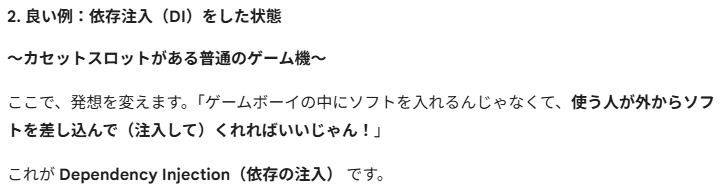 2. 良い例：依存注入（DI）をした状態
～カセットスロットがある普通のゲーム機～
ここで、発想を変えます。「ゲームボーイの中にソフトを入れるんじゃなくて、使う人が外からソフ
トを差し込んで（注入して）くれればいいじゃん！」
これが Dependency Injection（依存の注入） です。